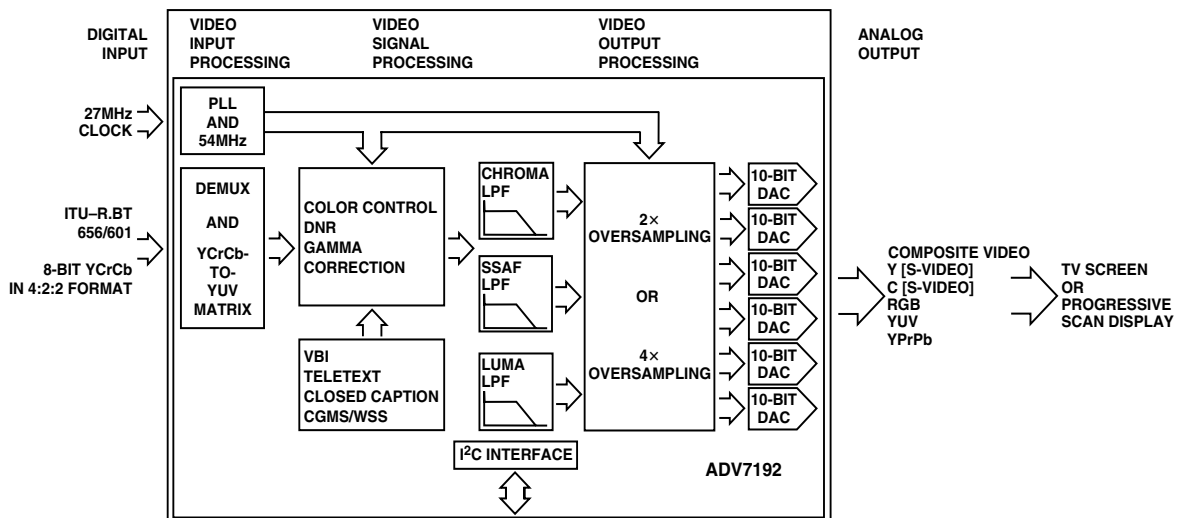 DIGITAL
INPUT
VIDEO
INPUT
PROCESSING
VIDEO
SIGNAL
PROCESSING
VIDEO
OUTPUT
PROCESSING
ANALOG
OUTPUT
27MHz
CLOCK
PLL
AND
54MHz
ITU–R.BT
656/601
8-BIT YCrCb
IN 4:2:2 FORMAT
DEMUX
AND
YCrCb-
TO-
YUV
MATRIX
COLOR CONTROL
DNR
GAMMA
CORRECTION
VBI
TELETEXT
CLOSED CAPTION
CGMS/WSS
CHROMA
LPF
SSAF
LPF
LUMA
LPF
I²C INTERFACE
2×
OVERSAMPLING
OR
4×
OVERSAMPLING
10-BIT
DAC
10-BIT
DAC
10-BIT
DAC
10-BIT
DAC
10-BIT
DAC
10-BIT
DAC
ADV7192
COMPOSITE VIDEO
Y [S-VIDEO]
C [S-VIDEO]
RGB
YUV
YPrPb
TV SCREEN
OR
PROGRESSIVE
SCAN DISPLAY